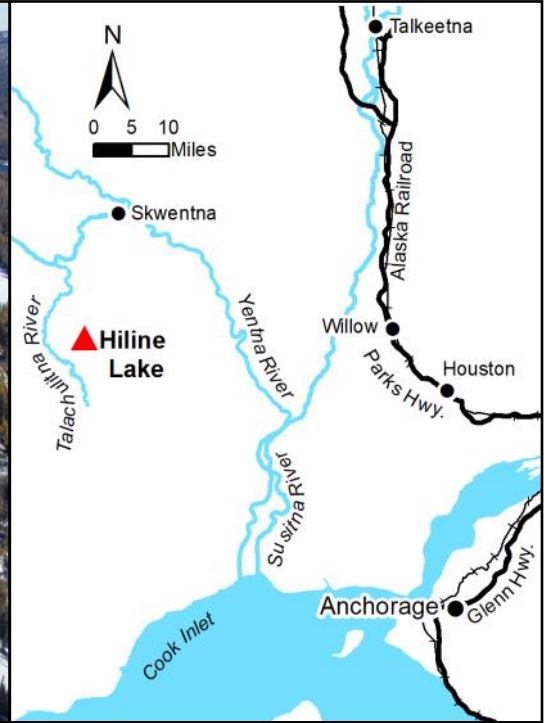 Talkeetna
N
0 5 10
Miles
Skwentna
Alaska Railroad
Yentna River
Talachulitna River
Hiline
Lake
Willow
Houston
Parks Hwy.
Susitna River
Anchorage
Glenn Hwy.
Cook Inlet